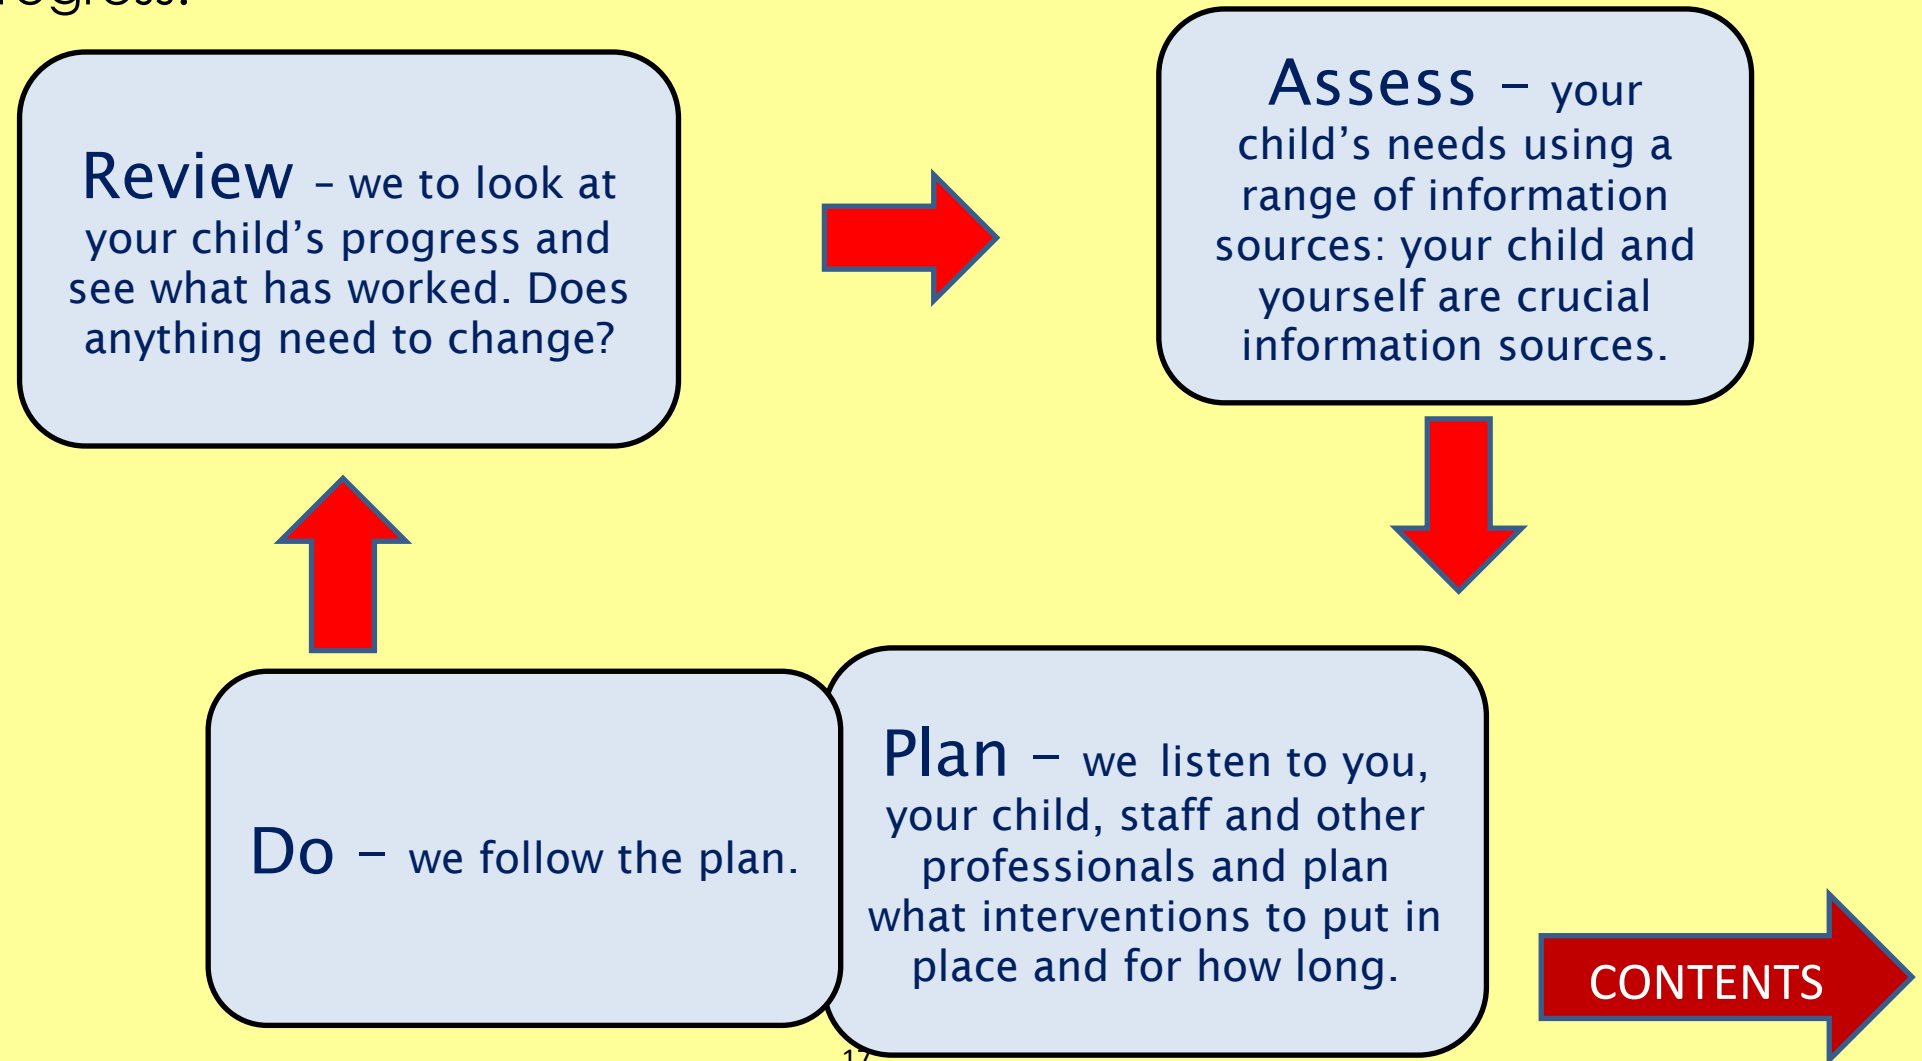 Review – we to look at
your child's progress and
see what has worked. Does
anything need to change?
Assess – your
child's needs using a
range of information
sources: your child and
yourself are crucial
information sources.
Do – we follow the plan.
Plan – we listen to you,
your child, staff and other
professionals and plan
what interventions to put in
place and for how long.
CONTENTS
17